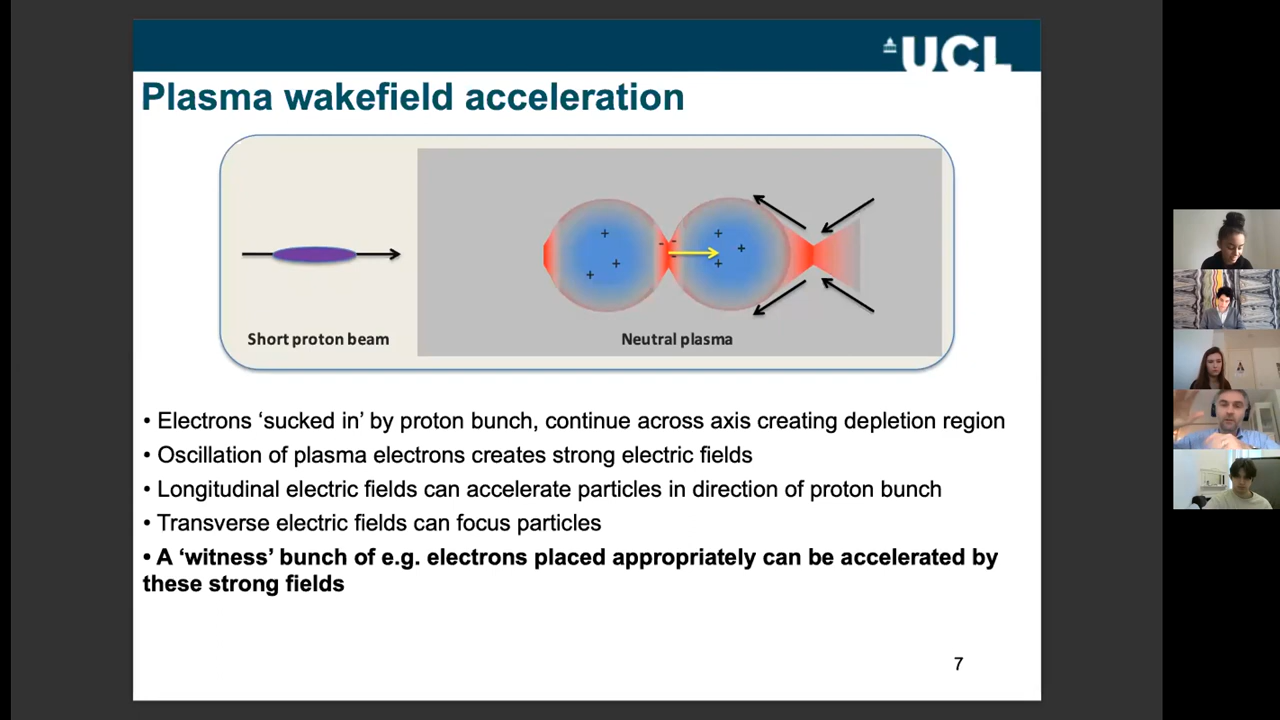 UCL
Plasma wakefield acceleration
+ - - + +
+ + - +
Short proton beam
Neutral plasma
• Electrons ‘sucked in’ by proton bunch, continue across axis creating depletion region
• Oscillation of plasma electrons creates strong electric fields
• Longitudinal electric fields can accelerate particles in direction of proton bunch
• Transverse electric fields can focus particles
• A ‘witness’ bunch of e.g. electrons placed appropriately can be accelerated by
these strong fields
7